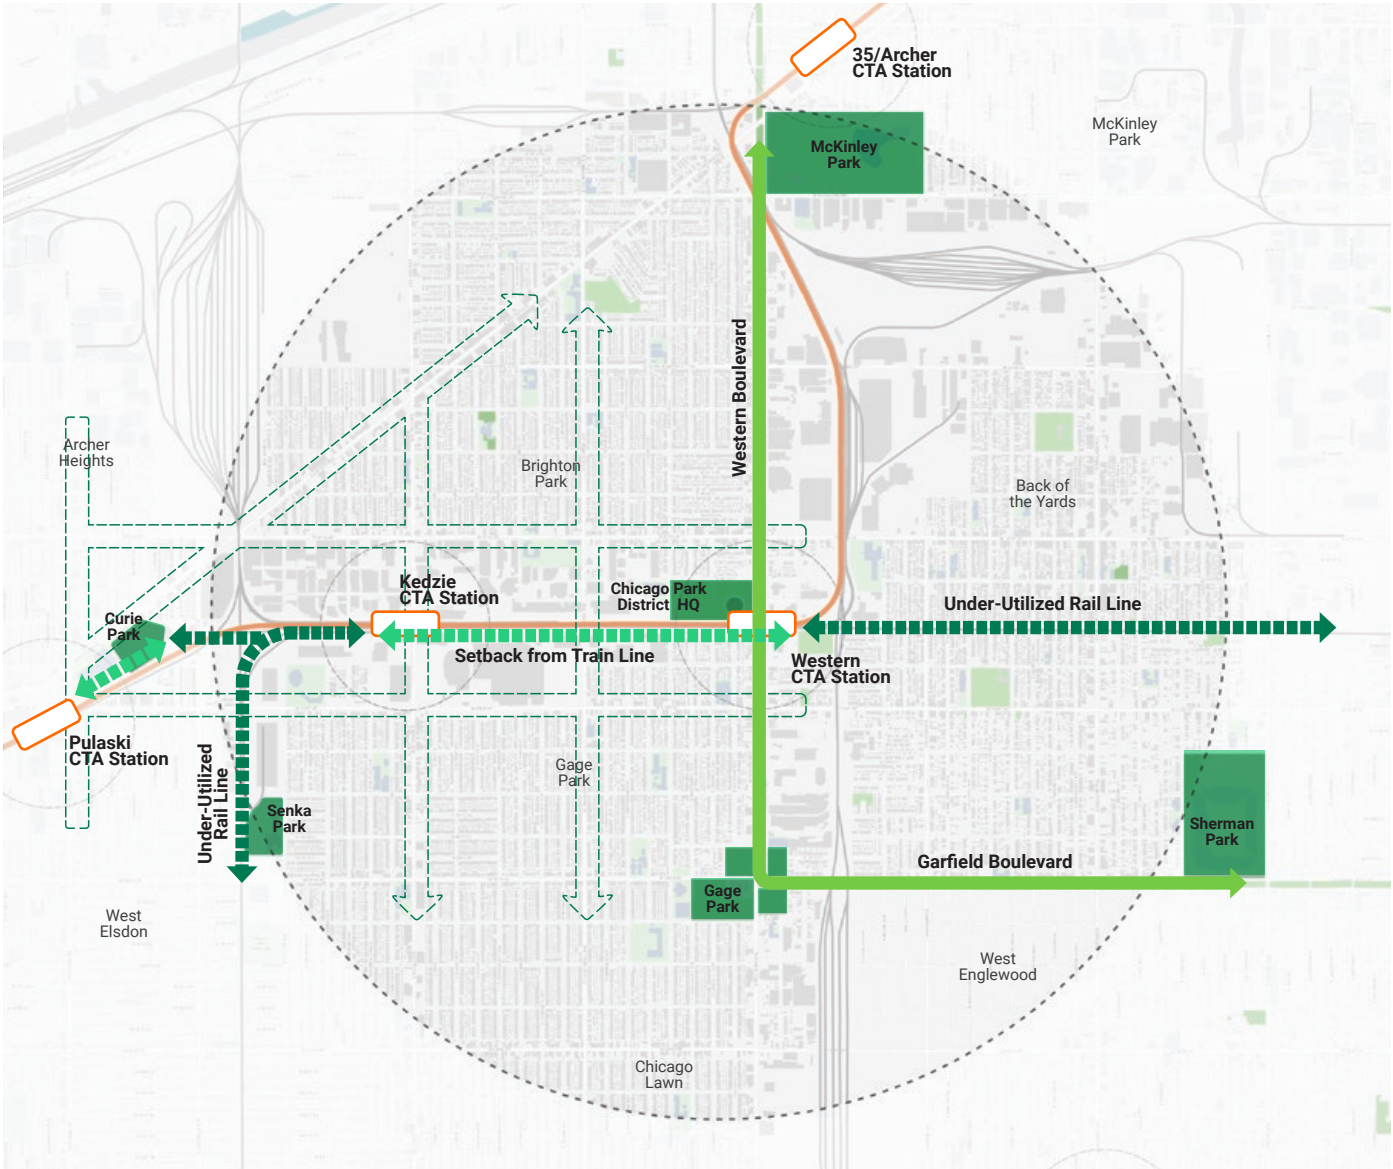 35/Archer
CTA Station
McKinley
Park
McKinley
Park
Western Boulevard
Archer
Heights
Brighton
Park
Back of
the Yards
Kedzie
CTA Station
Chicago Park
District HQ
Under-Utilized Rail Line
Curie
Park
Setback from Train Line
Western
CTA Station
Pulaski
CTA Station
Under-Utilized
Rail Line
Gage
Park
Senka
Park
Sherman
Park
Garfield Boulevard
Gage
Park
West
Elsdon
West
Englewood
Chicago
Lawn